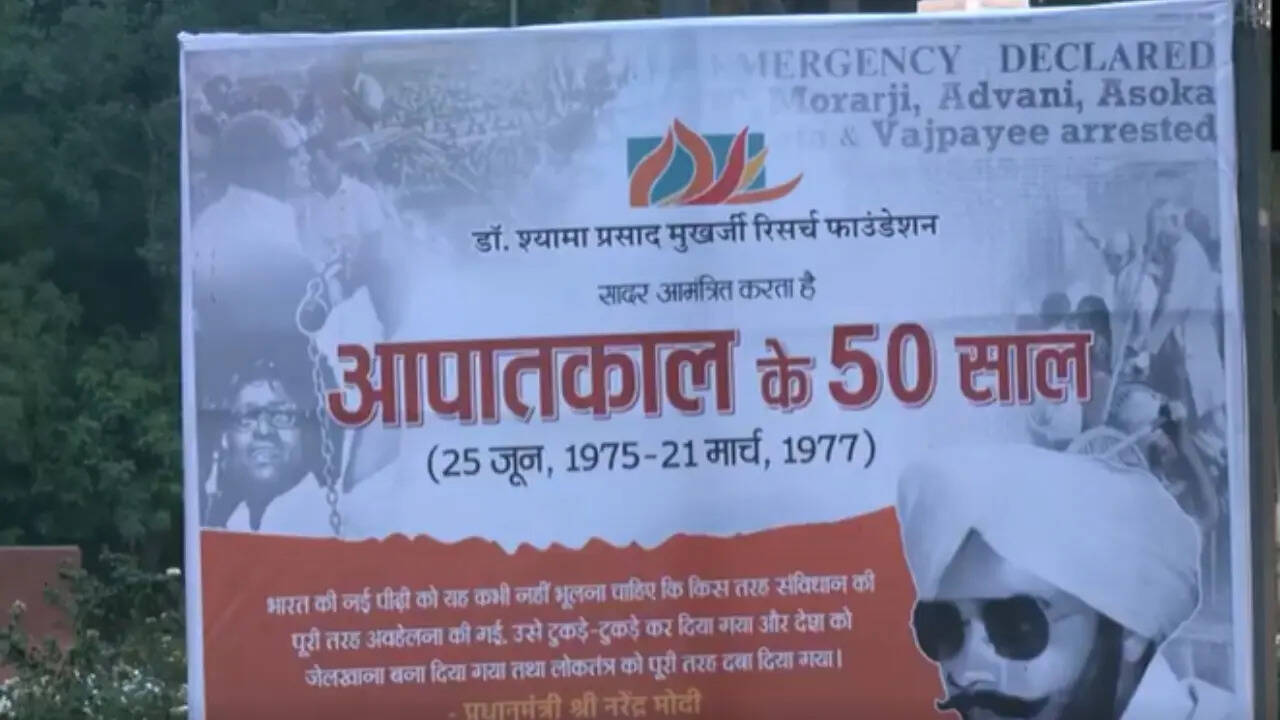 EMERGENCY DECLARED
Morarji, Advani, Asoka
& Vajpayee arrested
डॉ. श्यामा प्रसाद मुखर्जी रिसर्च फाउंडेशन
सादर आमंत्रित करता है
आपातकाल के 50 साल
(25 जून, 1975-21 मार्च, 1977)
भारत की नई पीढ़ी को यह कभी नहीं भूलना चाहिए कि किस तरह संविधान की
पूरी तरह अवहेलना की गई, उसे टुकड़े-टुकड़े कर दिया गया और देश को
जेलखाना बना दिया गया तथा लोकतंत्र को पूरी तरह दबा दिया गया।
- प्रधानमंत्री श्री नरेंद्र मोदी